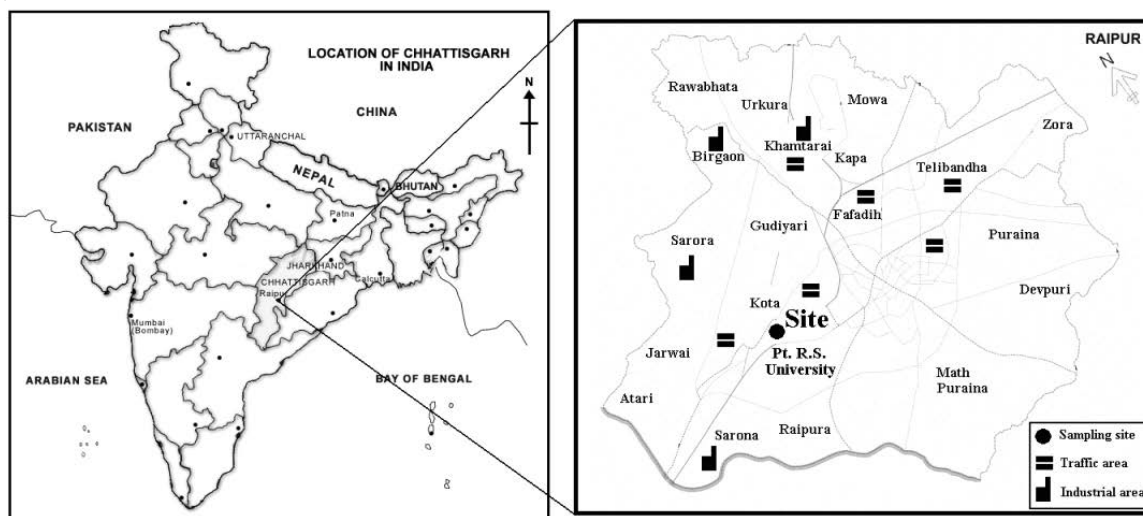 LOCATION OF CHHATTISGARH
IN INDIA
N
CHINA
PAKISTAN
UTTARANCHAL
NEPAL
BHUTAN
Patna
JHARKHAND
CHHATTISGARH
Calcutta
Raipu
Mumbai
(Bombay)
ARABIAN SEA
BAY OF BENGAL
RAIPUR
N
Rawabhata
Urkura
Mowa
Zora
Birgaon
Khamtarai
Kapa
Telibandha
Fafadih
Gudiyari
Puraina
Sarora
Devpuri
Kota
Site
Jarwai
Pt. R.S.
University
Math
Puraina
Atari
Raipura
Sarona
Sampling site
Traffic area
Industrial area